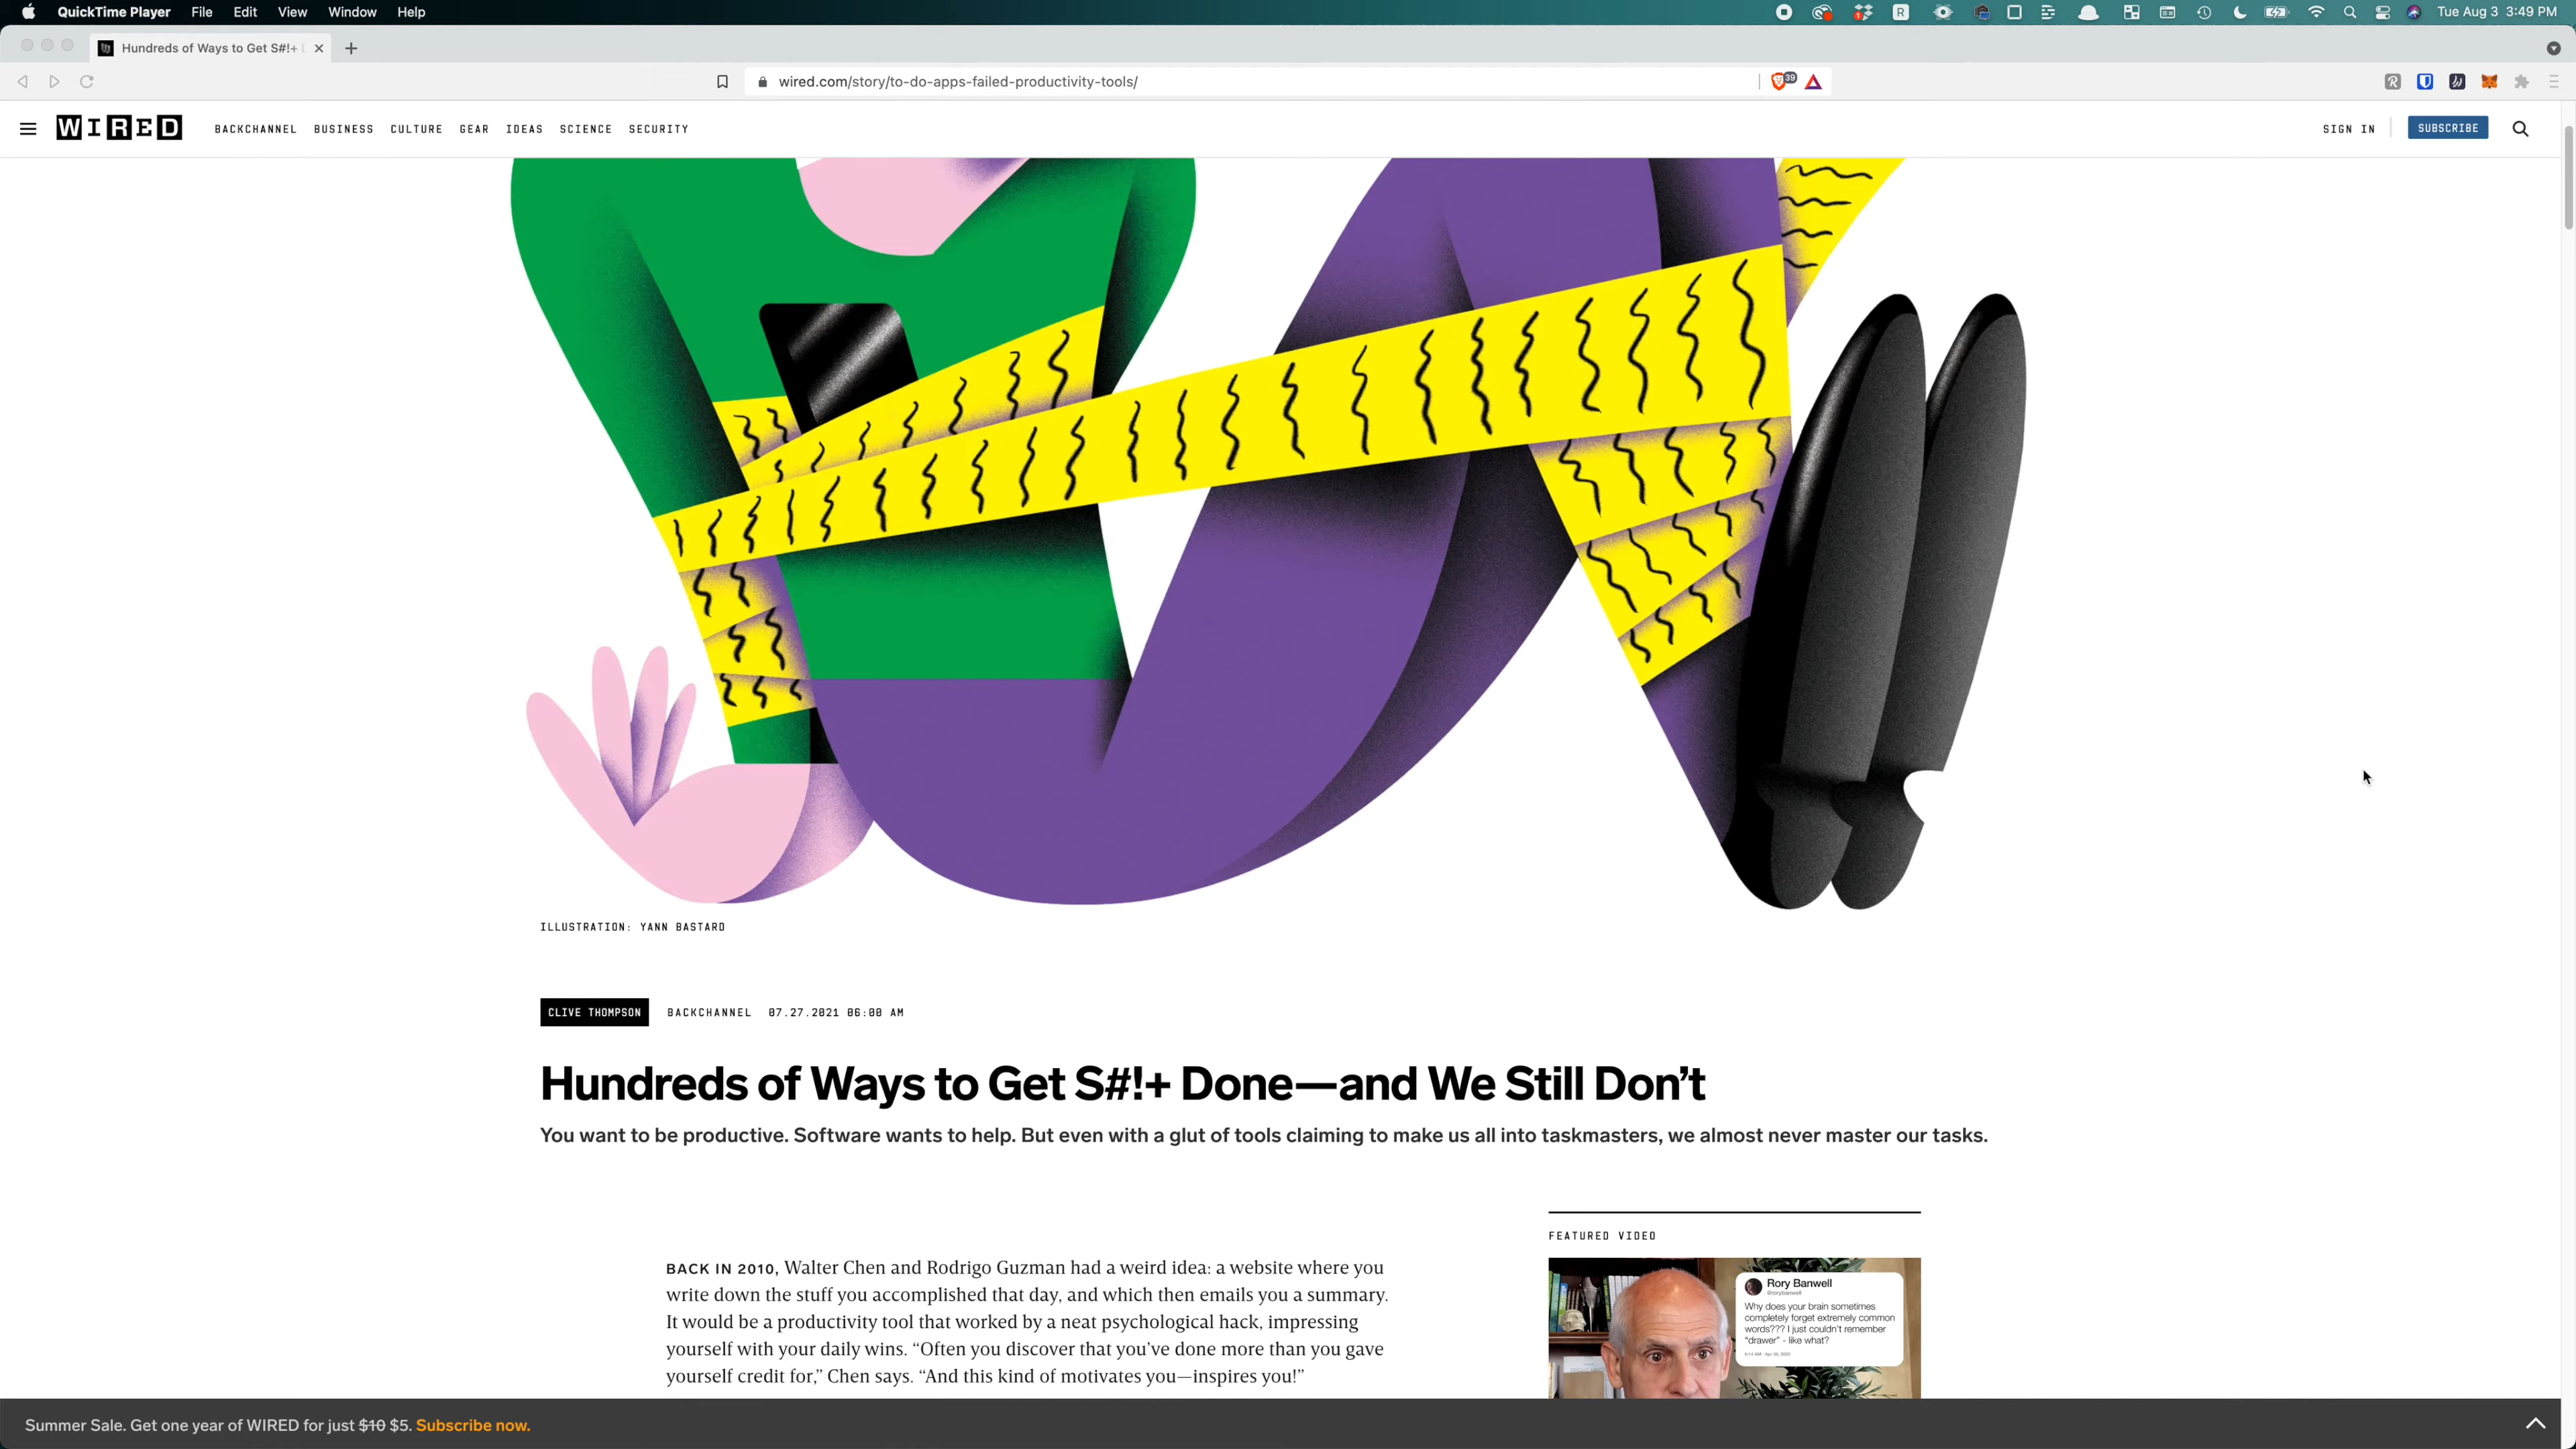 QuickTime Player File Edit View Window Help
Tue Aug 3 3:49 PM
Hundreds of Ways to Get S#!+
wired.com/story/to-do-apps-failed-productivity-tools/
39
WIRED
BACKCHANNEL BUSINESS CULTURE GEAR IDEAS SCIENCE SECURITY
SIGN IN
SUBSCRIBE
ILLUSTRATION: YANN BASTARD
CLIVE THOMPSON BACKCHANNEL 07.27.2021 06:00 AM
Hundreds of Ways to Get S#!+ Done—and We Still Don’t
You want to be productive. Software wants to help. But even with a glut of tools claiming to make us all into taskmasters, we almost never master our tasks.
BACK IN 2010, Walter Chen and Rodrigo Guzman had a weird idea: a website where you
write down the stuff you accomplished that day, and which then emails you a summary.
It would be a productivity tool that worked by a neat psychological hack, impressing
yourself with your daily wins. “Often you discover that you’ve done more than you gave
yourself credit for,” Chen says. “And this kind of motivates you—inspires you!”
FEATURED VIDEO
Rory Banwell
@rorybanwell
Why does your brain sometimes
completely forget extremely common
words??? I just couldn't remember
"drawer" - like what?
Summer Sale. Get one year of WIRED for just $10 $5. Subscribe now.